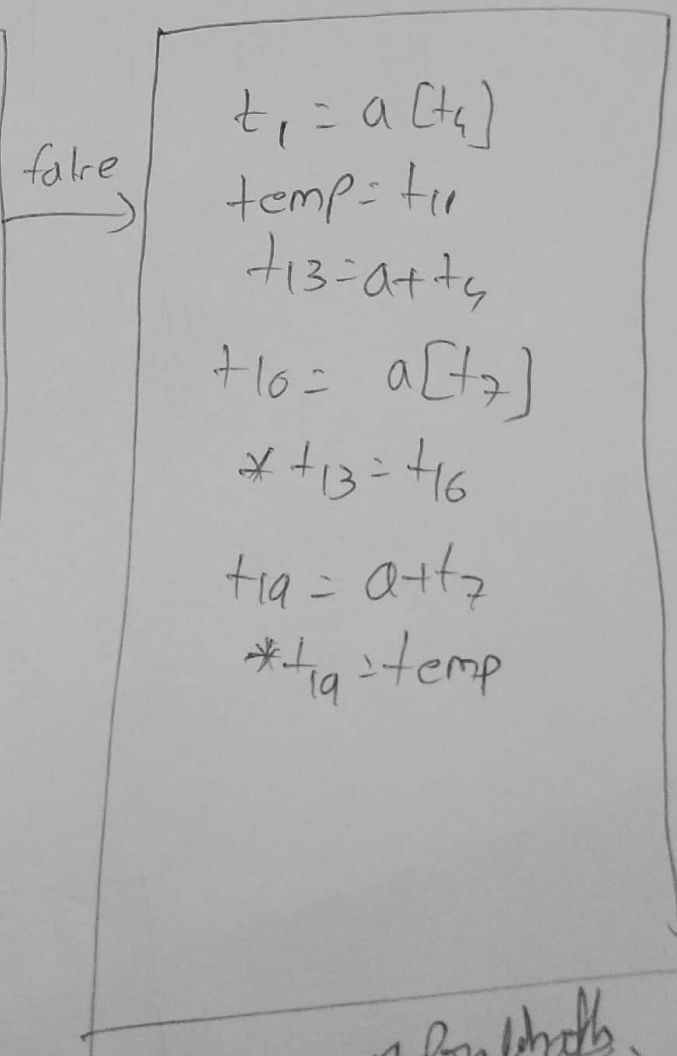 false
t1 = a[t4]
temp = t11
t13 = a + t4
t16 = a[t7]
*t13 = t16
t19 = a + t7
*t19 = temp